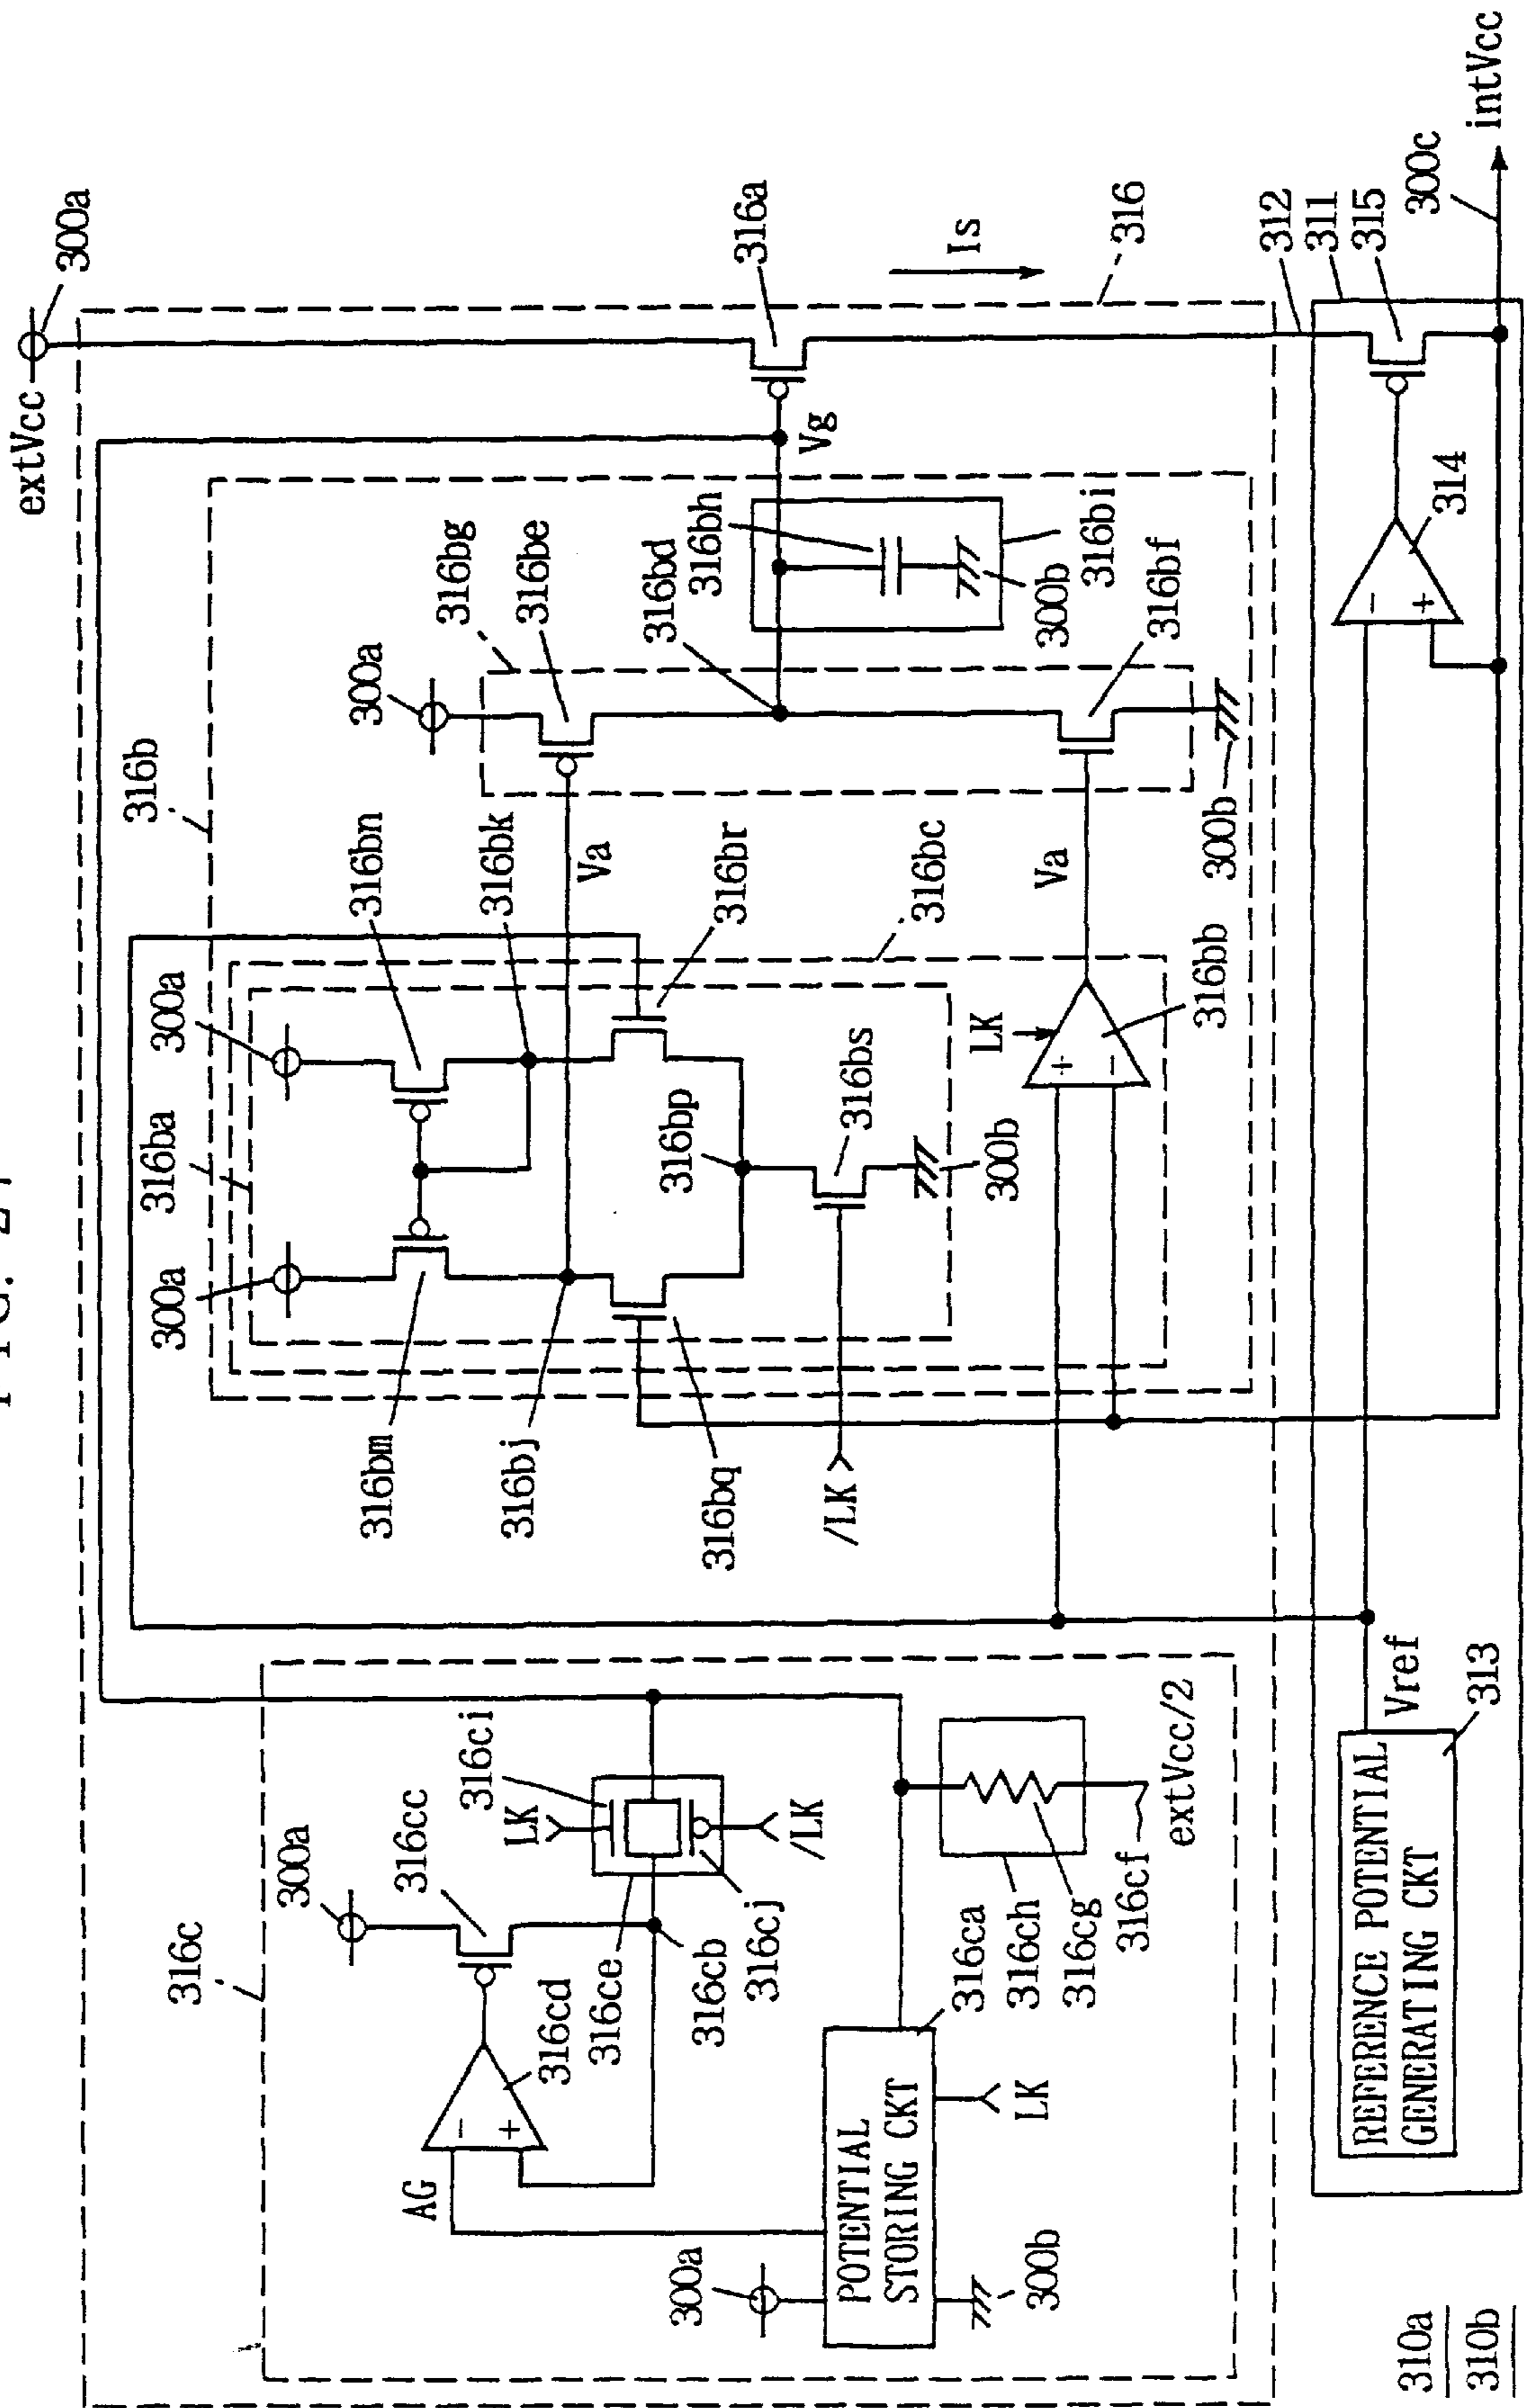 FIG. 27
extVcc
300a
316
316a
Is
312
311
315
300c
intVcc
Vg
316b
316bg
316be
316bd
316bh
300b
316bi
316bf
314
-
+
300a
Va
Va
300b
316ba
300a
316bn
316bk
316br
316bc
300a
316bm
316bj
316bq
316bp
316bs
300b
/LK
LK
+
-
316bb
316c
300a
316cc
316ci
LK
/LK
316cd
316ce
316cb
316cj
-
+
AG
300a
POTENTIAL
STORING CKT
300b
LK
316ca
316ch
316cg
316cf
extVcc/2
Vref
REFERENCE POTENTIAL
GENERATING CKT
313
310a
310b